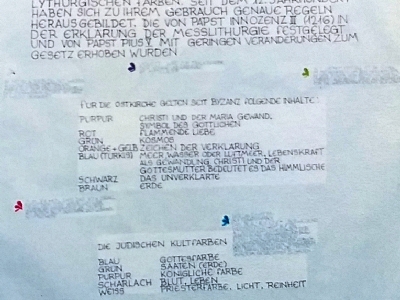 LYTHURGISCHEN FARBEN. SEIT DEM 12. JAHRHUNDERT
HABEN SICH ZU IHREM GEBRAUCH GENAUE REGELN
HERAUSGEBILDET, DIE VON PAPST INNOZENZ III (1216) IN
DER ERKLÄRUNG DER MESSLITHURGIE FESTGELEGT
UND VON PAPST PIUS V. MIT GERINGEN VERÄNDERUNGEN ZUM
GESETZ ERHOBEN WURDEN
FÜR DIE OSTKIRCHE GELTEN SEIT BYZANZ FOLGENDE INHALTE:
PURPUR CHRISTI UND DER MARIA GEWAND,
SYMBOL DES GÖTTLICHEN
ROT FLAMMENDE LIEBE
GRÜN KOSMOS
ORANGE + GELB ZEICHEN DER VERKLÄRUNG
BLAU (TÜRKIS) MEER, WASSER ODER LUFTMEER, LEBENSKRAFT
ALS GEWANDUNG CHRISTI UND DER
GOTTESMUTTER BEDEUTET ES DAS HIMMLISCHE
SCHWARZ DAS UNVERKLÄRTE
BRAUN ERDE
DIE JÜDISCHEN KULTFARBEN
BLAU GOTTESFARBE
GRÜN SAATEN (ERDE)
PURPUR KÖNIGLICHE FARBE
SCHARLACH BLUT, LEBEN
WEISS PRIESTERFARBE, LICHT, REINHEIT